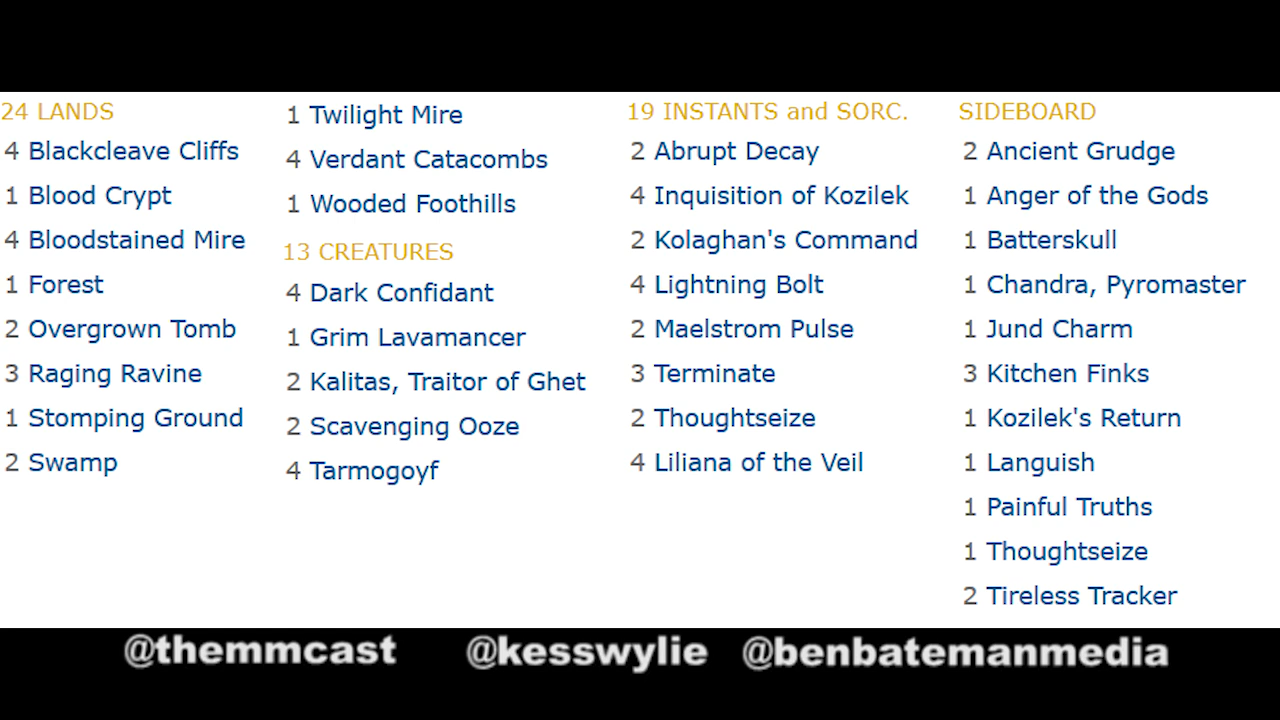 24 LANDS
4 Blackcleave Cliffs
1 Blood Crypt
4 Bloodstained Mire
1 Forest
2 Overgrown Tomb
3 Raging Ravine
1 Stomping Ground
2 Swamp
1 Twilight Mire
4 Verdant Catacombs
1 Wooded Foothills
13 CREATURES
4 Dark Confidant
1 Grim Lavamancer
2 Kalitas, Traitor of Ghet
2 Scavenging Ooze
4 Tarmogoyf
19 INSTANTS and SORC.
2 Abrupt Decay
4 Inquisition of Kozilek
2 Kolaghan's Command
4 Lightning Bolt
2 Maelstrom Pulse
3 Terminate
2 Thoughtseize
4 Liliana of the Veil
SIDEBOARD
2 Ancient Grudge
1 Anger of the Gods
1 Batterskull
1 Chandra, Pyromaster
1 Jund Charm
3 Kitchen Finks
1 Kozilek's Return
1 Languish
1 Painful Truths
1 Thoughtseize
2 Tireless Tracker
@themmcast @kesswylie @benbatemanmedia